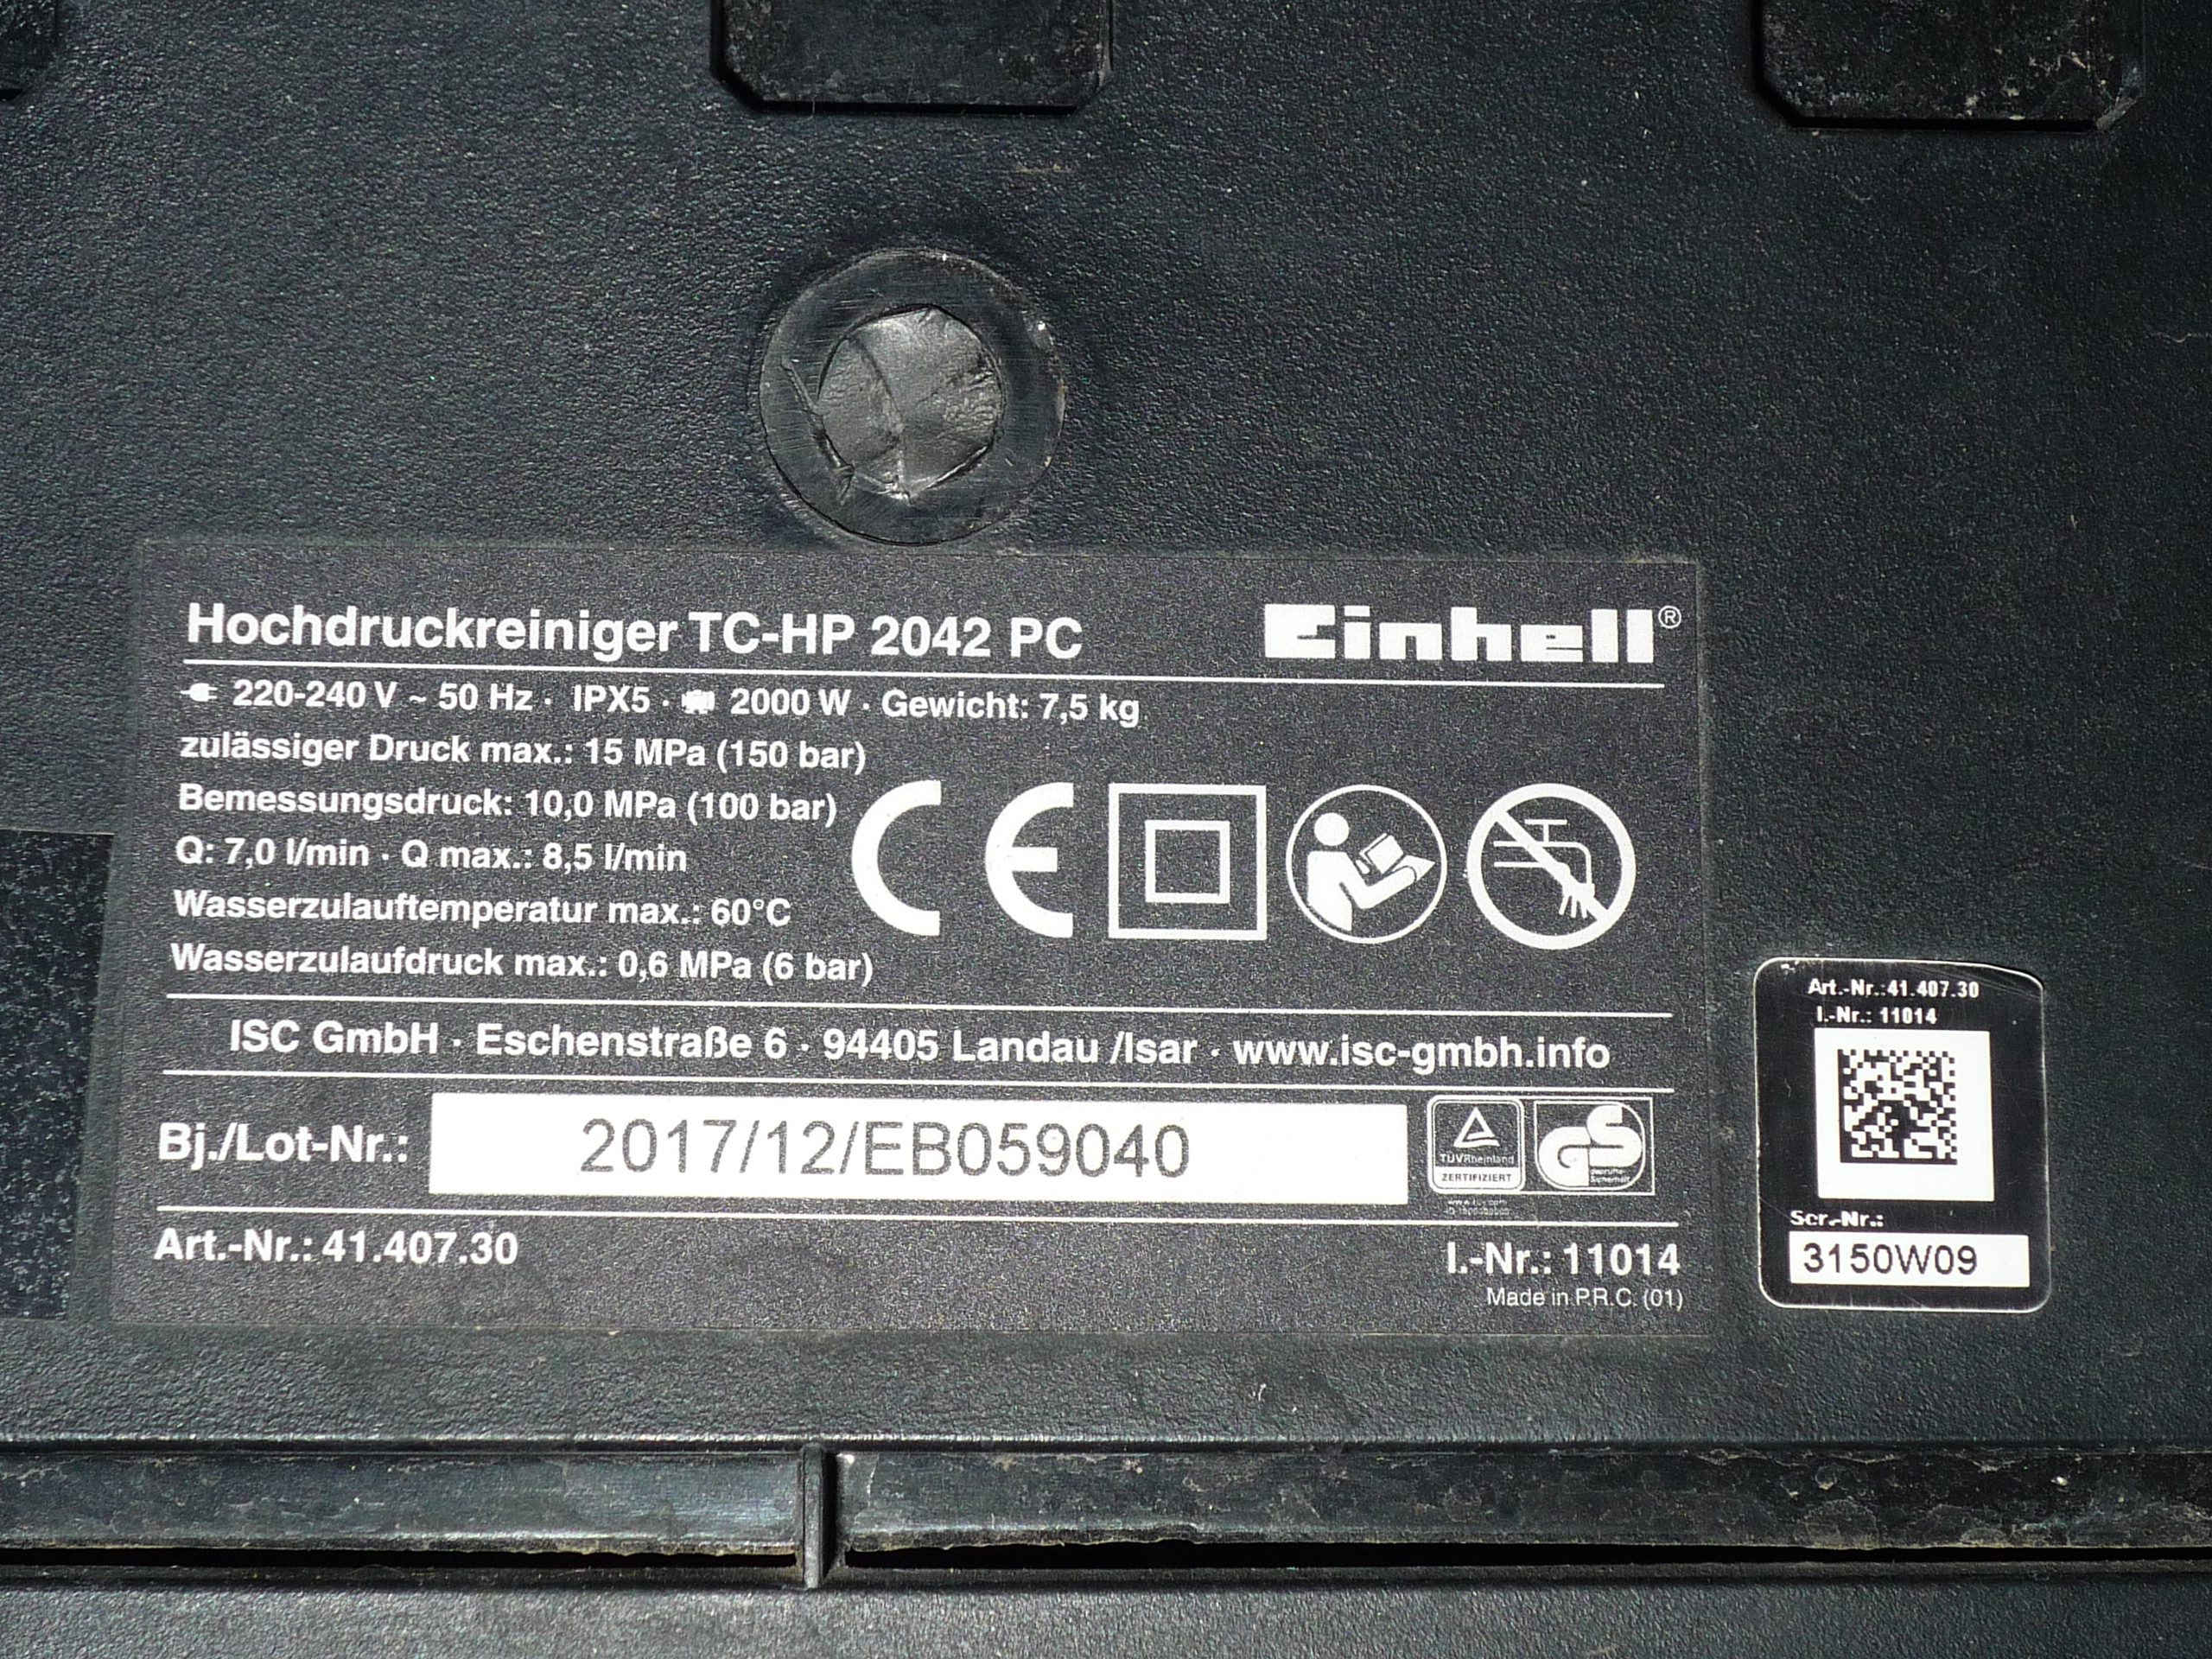 Hochdruckreiniger TC-HP 2042 PC
Einhell®
220-240 V ~ 50 Hz · IPX5 · 2000 W · Gewicht: 7,5 kg
zulässiger Druck max.: 15 MPa (150 bar)
Bemessungsdruck: 10,0 MPa (100 bar)
Q: 7,0 l/min · Q max.: 8,5 l/min
Wasserzulauftemperatur max.: 60°C
Wasserzulaufdruck max.: 0,6 MPa (6 bar)
CE
ISC GmbH · Eschenstraße 6 · 94405 Landau /Isar · www.isc-gmbh.info
Bj./Lot-Nr.: 2017/12/EB059040
TÜVRheinland
ZERTIFIZIERT
GS
geprüfte
Sicherheit
Art.-Nr.: 41.407.30
I.-Nr.: 11014
Made in P.R.C. (01)
Art.-Nr.:41.407.30
I.-Nr.: 11014
Ser.-Nr.:
3150W09